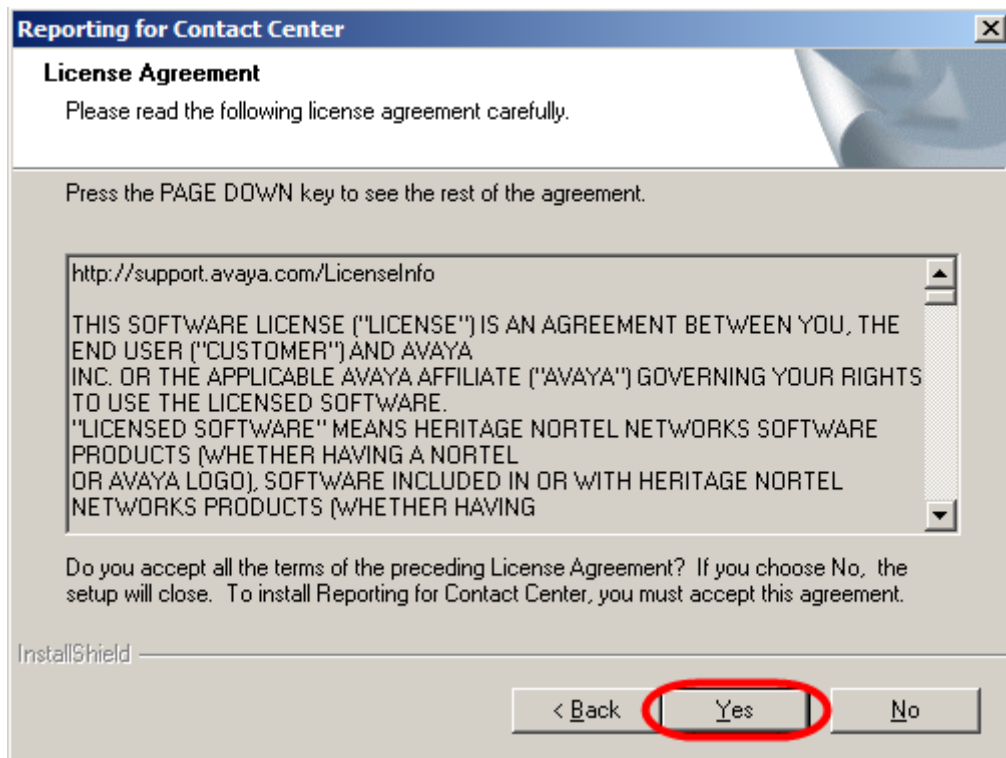 Reporting for Contact Center
License Agreement
Please read the following license agreement carefully.
Press the PAGE DOWN key to see the rest of the agreement.
http://support.avaya.com/LicenseInfo
THIS SOFTWARE LICENSE ("LICENSE") IS AN AGREEMENT BETWEEN YOU, THE
END USER ("CUSTOMER") AND AVAYA
INC. OR THE APPLICABLE AVAYA AFFILIATE ("AVAYA") GOVERNING YOUR RIGHTS
TO USE THE LICENSED SOFTWARE.
"LICENSED SOFTWARE" MEANS HERITAGE NORTEL NETWORKS SOFTWARE
PRODUCTS (WHETHER HAVING A NORTEL
OR AVAYA LOGO), SOFTWARE INCLUDED IN OR WITH HERITAGE NORTEL
NETWORKS PRODUCTS (WHETHER HAVING
Do you accept all the terms of the preceding License Agreement? If you choose No, the
setup will close. To install Reporting for Contact Center, you must accept this agreement.
InstallShield
< Back Yes No